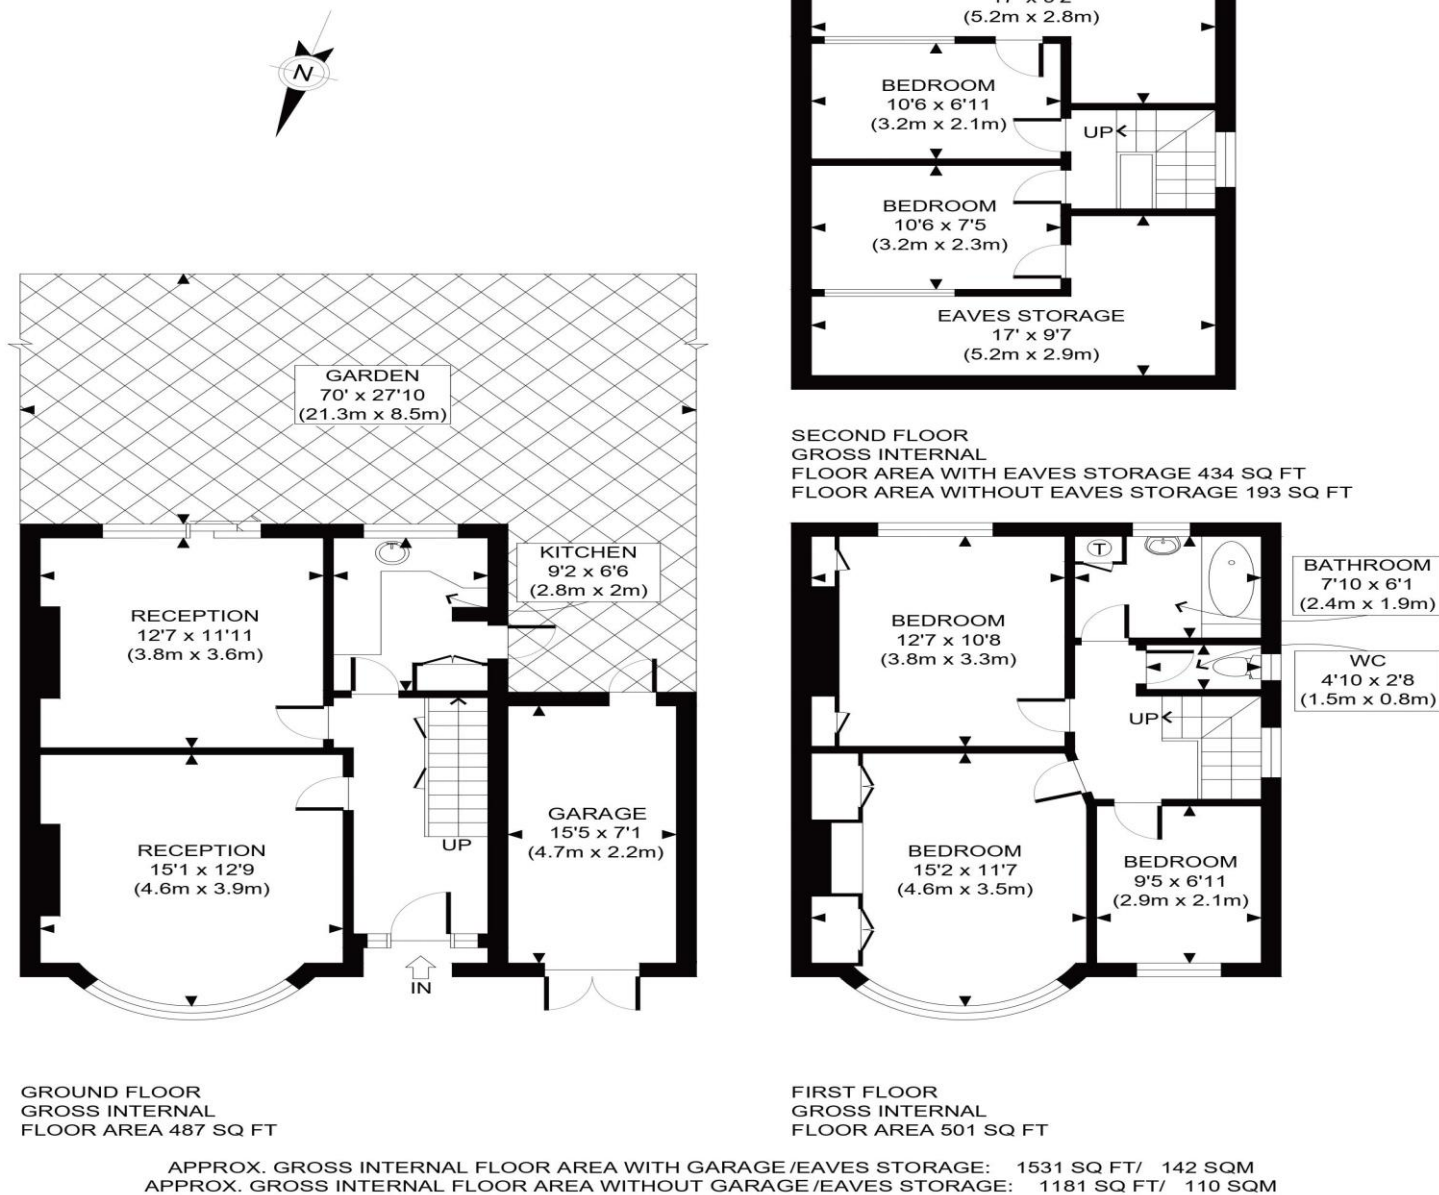 (5.2m x 2.8m)
N
BEDROOM
10'6 x 6'11
(3.2m x 2.1m)
UP
BEDROOM
10'6 x 7'5
(3.2m x 2.3m)
EAVES STORAGE
17' x 9'7
(5.2m x 2.9m)
GARDEN
70' x 27'10
(21.3m x 8.5m)
SECOND FLOOR
GROSS INTERNAL
FLOOR AREA WITH EAVES STORAGE 434 SQ FT
FLOOR AREA WITHOUT EAVES STORAGE 193 SQ FT
KITCHEN
9'2 x 6'6
(2.8m x 2m)
RECEPTION
12'7 x 11'11
(3.8m x 3.6m)
RECEPTION
15'1 x 12'9
(4.6m x 3.9m)
UP
IN
GARAGE
15'5 x 7'1
(4.7m x 2.2m)
T
BATHROOM
7'10 x 6'1
(2.4m x 1.9m)
BEDROOM
12'7 x 10'8
(3.8m x 3.3m)
WC
4'10 x 2'8
(1.5m x 0.8m)
UP
BEDROOM
15'2 x 11'7
(4.6m x 3.5m)
BEDROOM
9'5 x 6'11
(2.9m x 2.1m)
GROUND FLOOR
GROSS INTERNAL
FLOOR AREA 487 SQ FT
FIRST FLOOR
GROSS INTERNAL
FLOOR AREA 501 SQ FT
APPROX. GROSS INTERNAL FLOOR AREA WITH GARAGE/EAVES STORAGE: 1531 SQ FT/ 142 SQM
APPROX. GROSS INTERNAL FLOOR AREA WITHOUT GARAGE/EAVES STORAGE: 1181 SQ FT/ 110 SQM